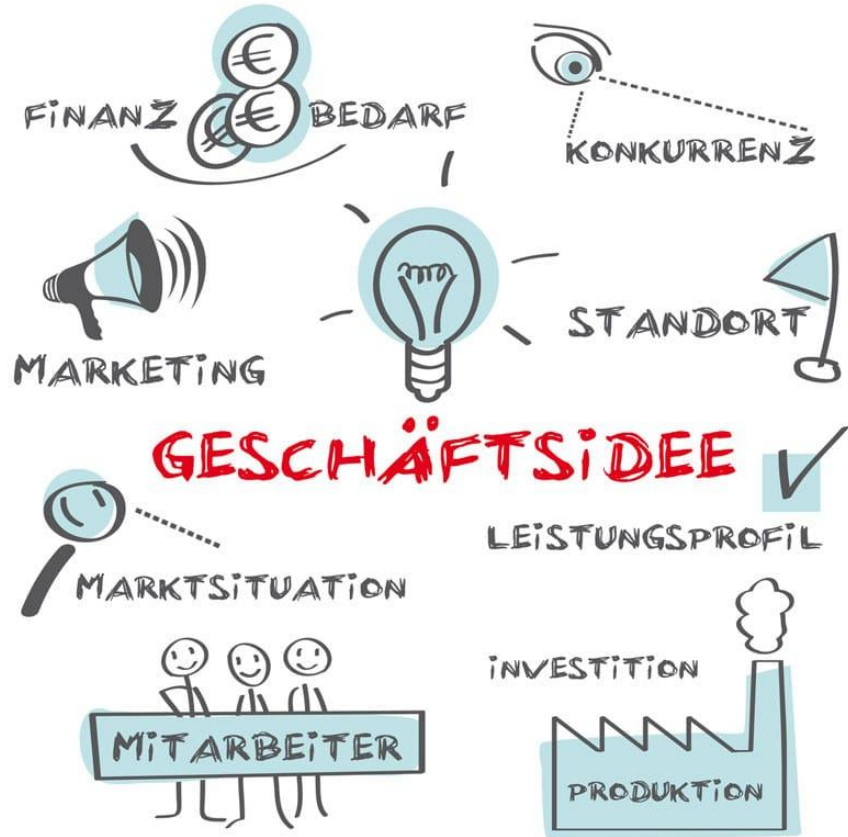 FINANZ BEDARF
KONKURRENZ
STANDORT
MARKETING
GESCHÄFTSIDEE
LEISTUNGSPROFIL
MARKTSITUATION
INVESTITION
MITARBEITER
PRODUKTION